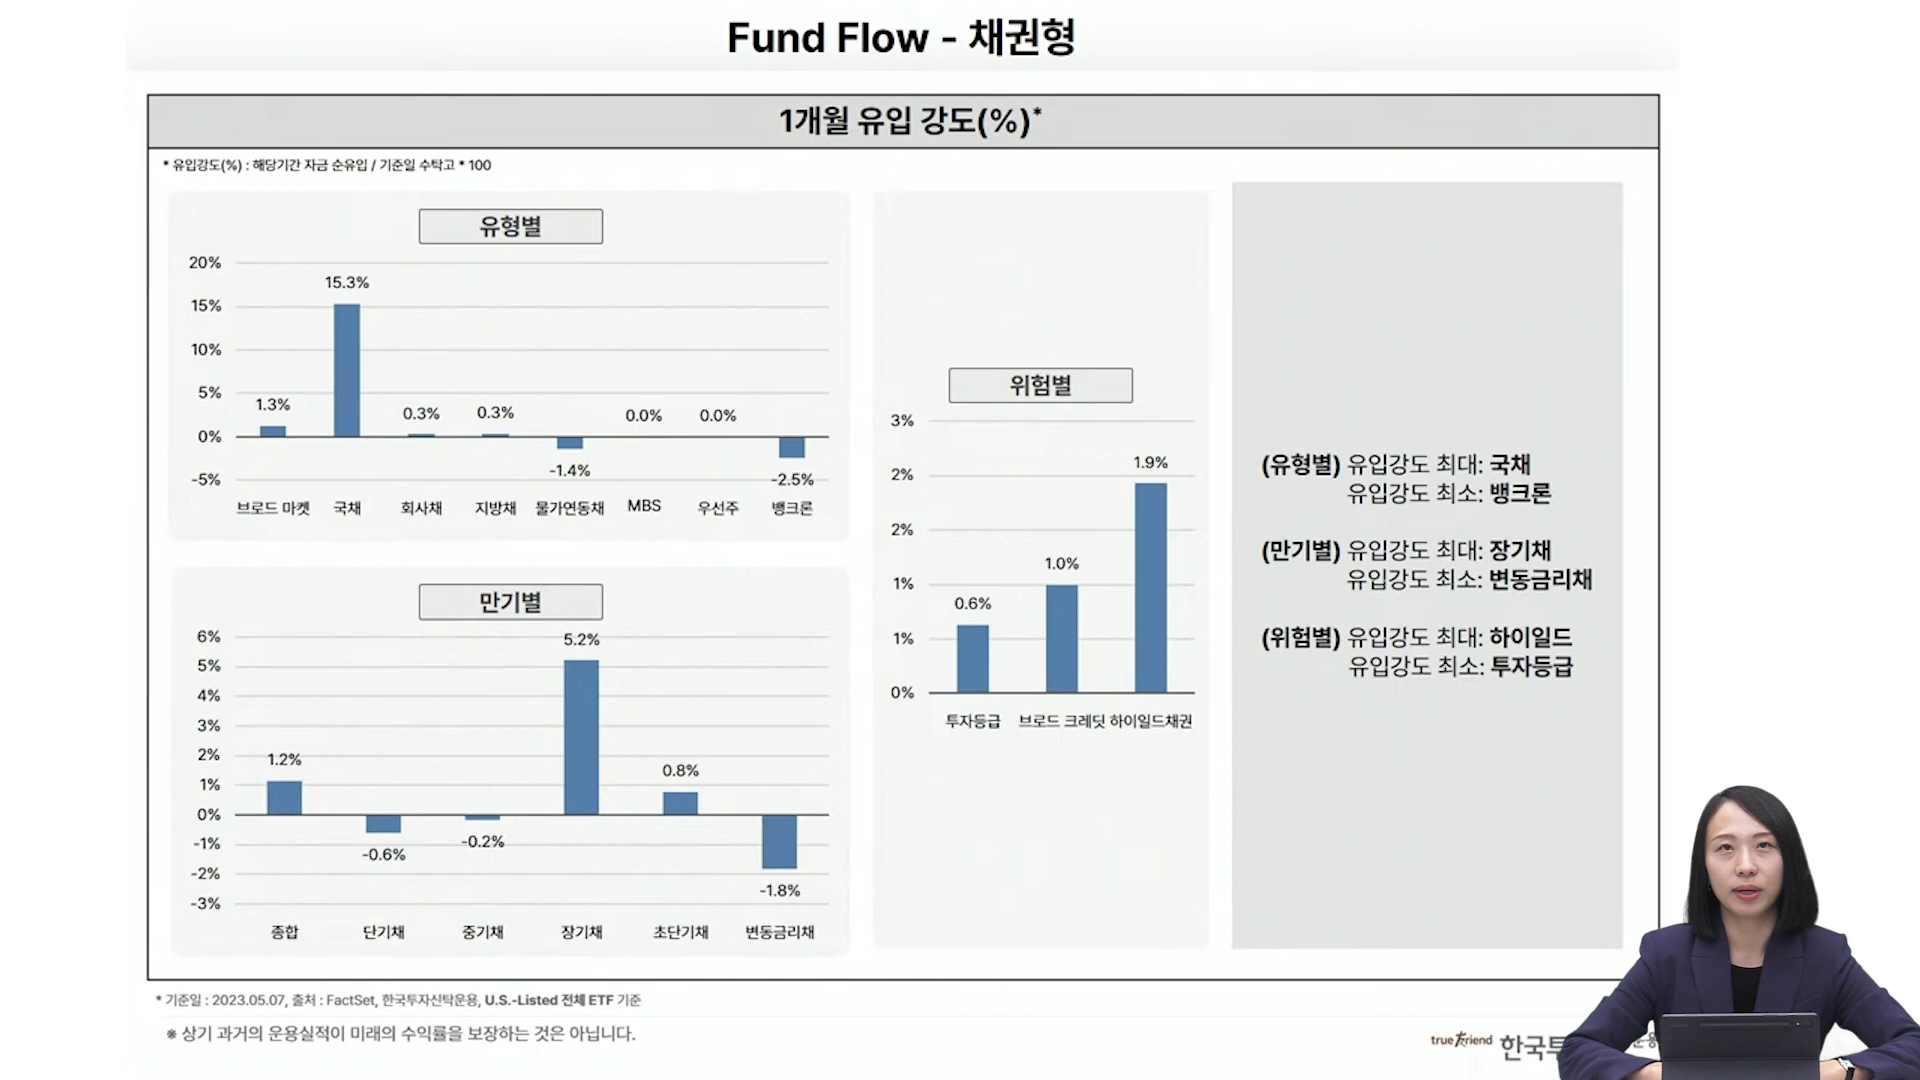 Fund Flow - 채권형
1개월 유입 강도(%)*
* 유입강도(%) : 해당기간 자금 순유입 / 기준일 수탁고 * 100
유형별
20%
15%
10%
5%
0%
-5%
1.3%
15.3%
0.3%
0.3%
-1.4%
0.0%
0.0%
-2.5%
브로드 마켓 국채 회사채 지방채 물가연동채 MBS 우선주 뱅크론
만기별
6%
5%
4%
3%
2%
1%
0%
-1%
-2%
-3%
1.2%
-0.6%
-0.2%
5.2%
0.8%
-1.8%
종합 단기채 중기채 장기채 초단기채 변동금리채
위험별
3%
2%
2%
1%
1%
0%
0.6%
1.0%
1.9%
투자등급 브로드 크레딧 하이일드채권
(유형별) 유입강도 최대: 국채
유입강도 최소: 뱅크론
(만기별) 유입강도 최대: 장기채
유입강도 최소: 변동금리채
(위험별) 유입강도 최대: 하이일드
유입강도 최소: 투자등급
* 기준일 : 2023.05.07, 출처 : FactSet, 한국투자신탁운용, U.S.-Listed 전체 ETF 기준
※ 상기 과거의 운용실적이 미래의 수익률을 보장하는 것은 아닙니다.
true Friend 한국투